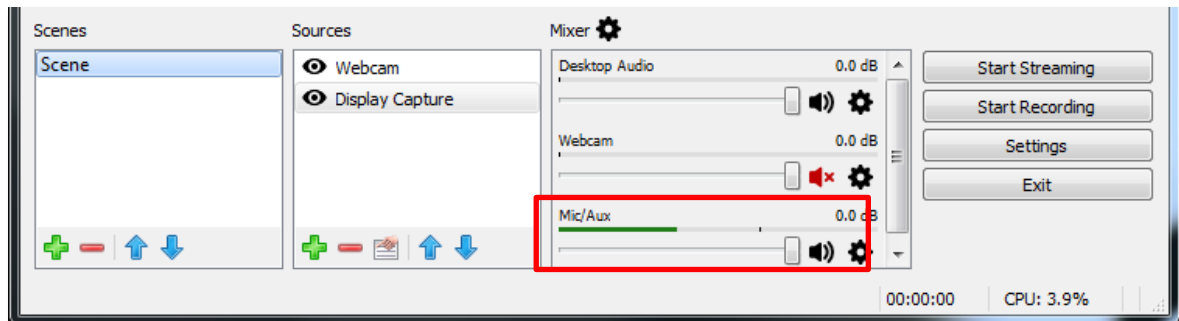 Scenes
Sources
Mixer
Scene
Webcam
Display Capture
Desktop Audio 0.0 dB
Webcam 0.0 dB
Mic/Aux 0.0 dB
Start Streaming
Start Recording
Settings
Exit
00:00:00 CPU: 3.9%